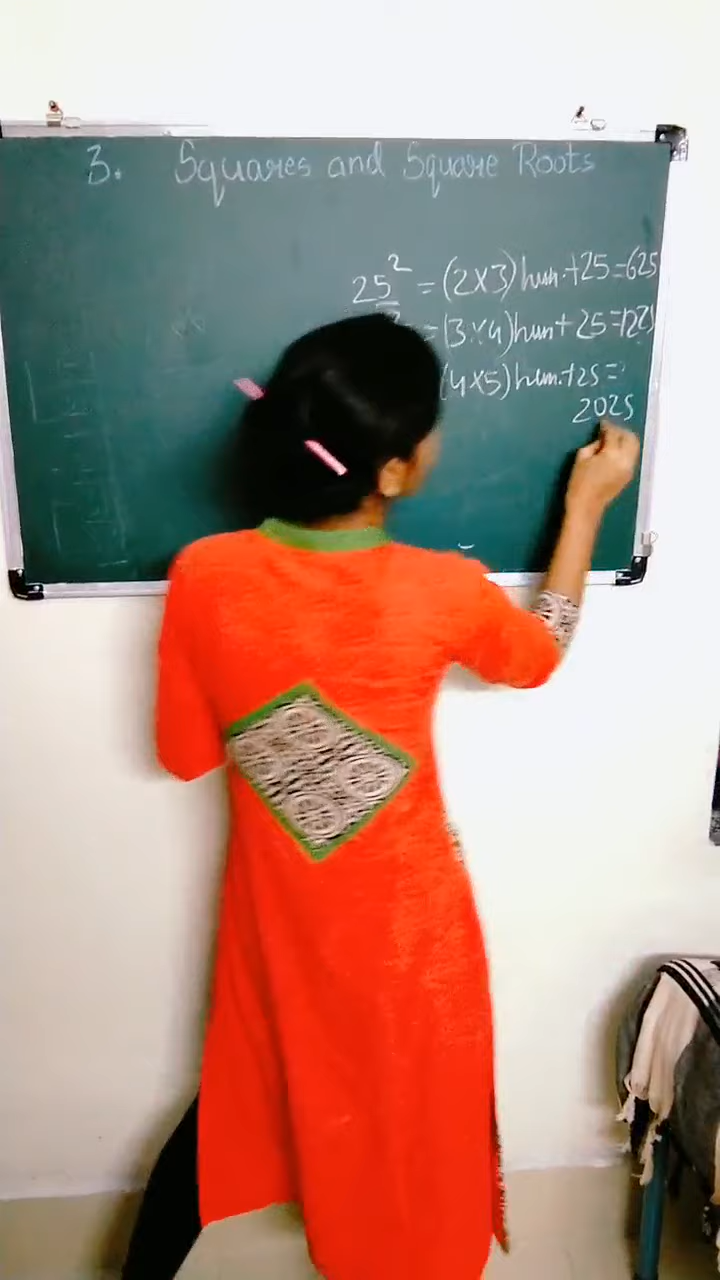 3. Squares and Square Roots
25² = (2×3)hun.+25=625
2 =(3×4)hun+25=1225
(4×5)hun.+25=
2025